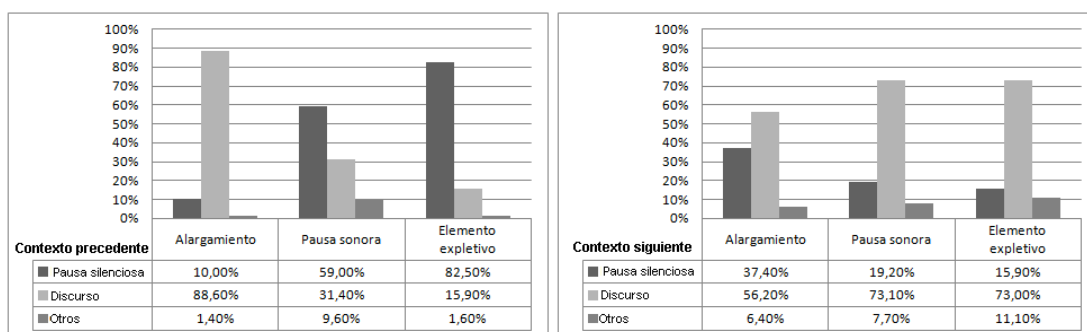 100%
90%
80%
70%
60%
50%
40%
30%
20%
10%
0%
Contexto precedente Alargamiento Pausa sonora Elemento expletivo
Pausa silenciosa 10,00% 59,00% 82,50%
Discurso 88,60% 31,40% 15,90%
Otros 1,40% 9,60% 1,60%
100%
90%
80%
70%
60%
50%
40%
30%
20%
10%
0%
Contexto siguiente Alargamiento Pausa sonora Elemento expletivo
Pausa silenciosa 37,40% 19,20% 15,90%
Discurso 56,20% 73,10% 73,00%
Otros 6,40% 7,70% 11,10%